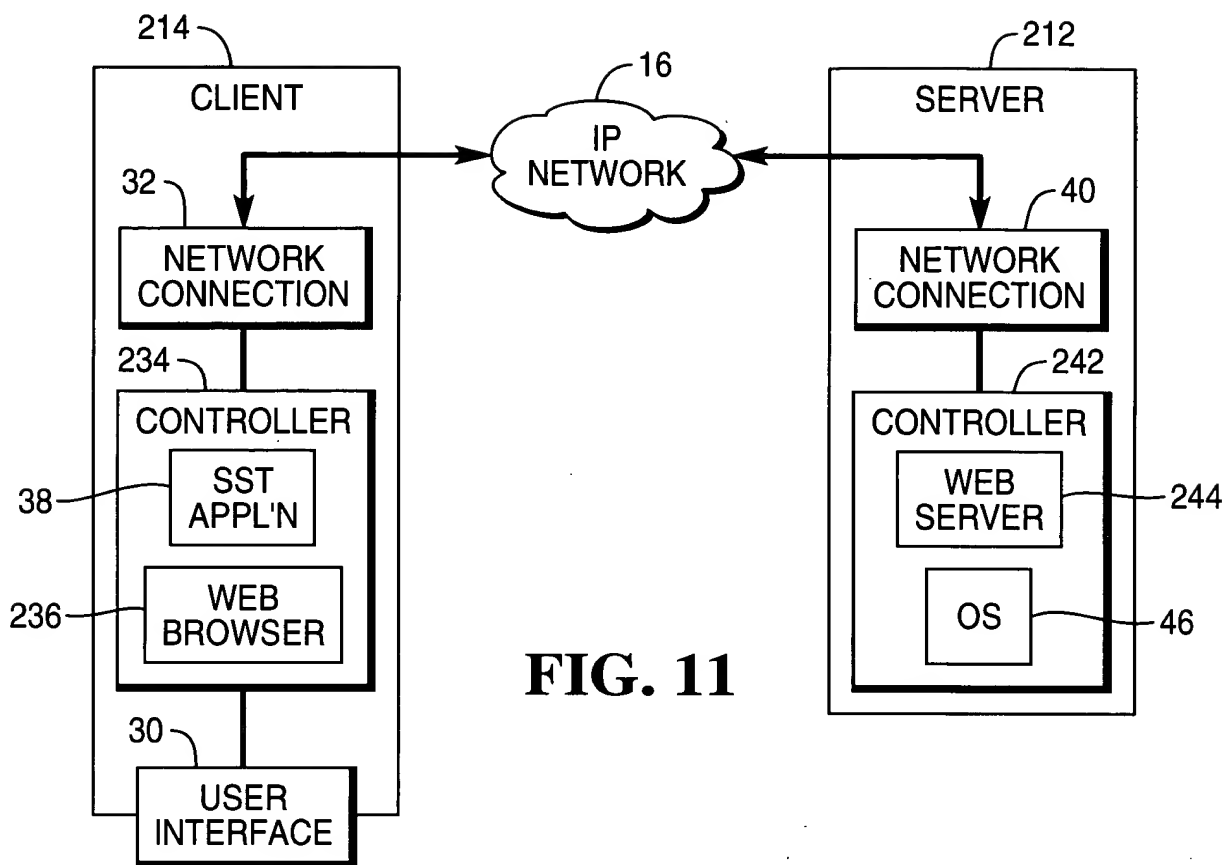 214
CLIENT
16
IP
NETWORK
212
SERVER
32
NETWORK
CONNECTION
40
NETWORK
CONNECTION
234
CONTROLLER
38
SST
APPL'N
236
WEB
BROWSER
242
CONTROLLER
WEB
SERVER
244
OS
46
30
USER
INTERFACE
FIG. 11